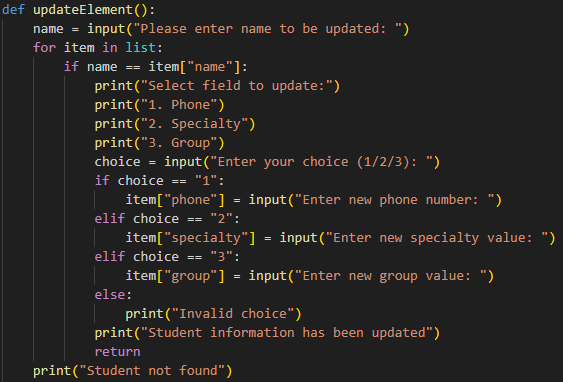 def updateElement():
    name = input("Please enter name to be updated: ")
    for item in list:
        if name == item["name"]:
            print("Select field to update:")
            print("1. Phone")
            print("2. Specialty")
            print("3. Group")
            choice = input("Enter your choice (1/2/3): ")
            if choice == "1":
                item["phone"] = input("Enter new phone number: ")
            elif choice == "2":
                item["specialty"] = input("Enter new specialty value: ")
            elif choice == "3":
                item["group"] = input("Enter new group value: ")
            else:
                print("Invalid choice")
            print("Student information has been updated")
            return
    print("Student not found")